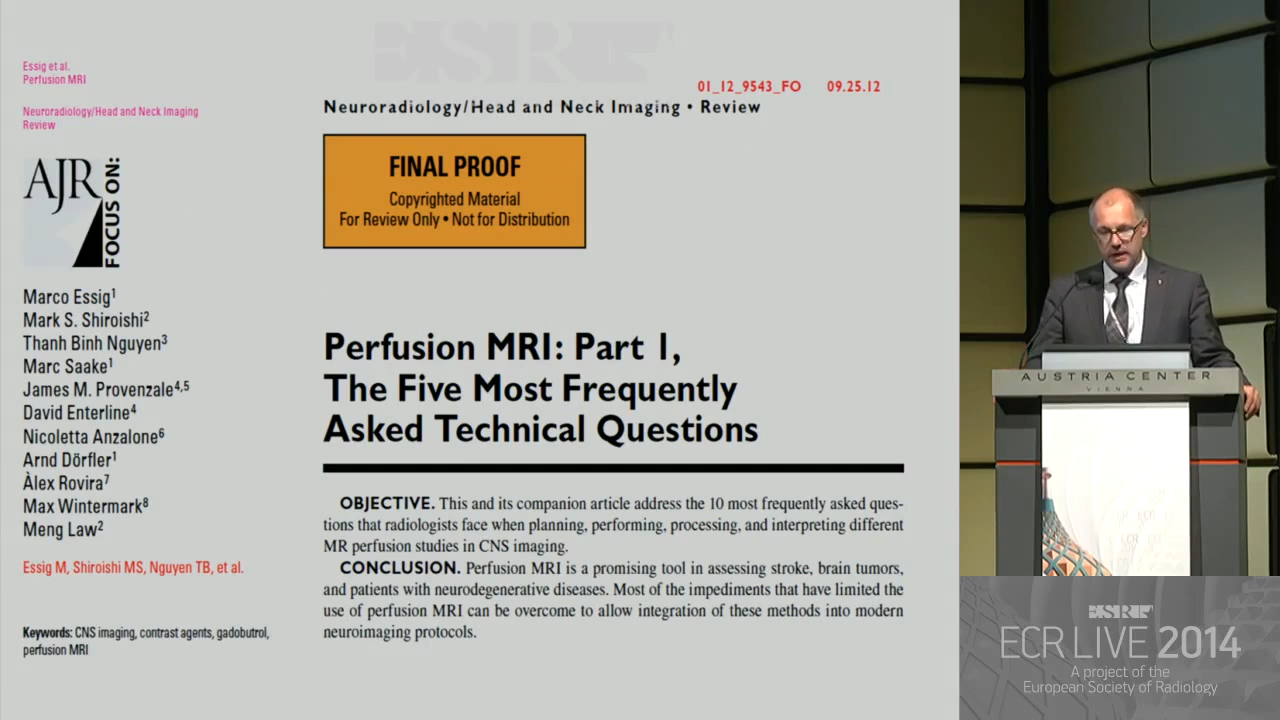 ESR
Essig et al.
Perfusion MRI
Neuroradiology/Head and Neck Imaging
Review
AJR
FOCUS ON:
Marco Essig1
Mark S. Shiroishi2
Thanh Binh Nguyen3
Marc Saake1
James M. Provenzale4,5
David Enterline4
Nicoletta Anzalone6
Arnd Dörfler1
Àlex Rovira7
Max Wintermark8
Meng Law2
Essig M, Shiroishi MS, Nguyen TB, et al.
Keywords: CNS imaging, contrast agents, gadobutrol,
perfusion MRI
01_12_9543_FO 09.25.12
Neuroradiology/Head and Neck Imaging • Review
FINAL PROOF
Copyrighted Material
For Review Only • Not for Distribution
Perfusion MRI: Part 1,
The Five Most Frequently
Asked Technical Questions
OBJECTIVE. This and its companion article address the 10 most frequently asked ques-
tions that radiologists face when planning, performing, processing, and interpreting different
MR perfusion studies in CNS imaging.
CONCLUSION. Perfusion MRI is a promising tool in assessing stroke, brain tumors,
and patients with neurodegenerative diseases. Most of the impediments that have limited the
use of perfusion MRI can be overcome to allow integration of these methods into modern
neuroimaging protocols.
AUSTRIA CENTER
VIENNA
ESR
ECR LIVE 2014
A project of the
European Society of Radiology